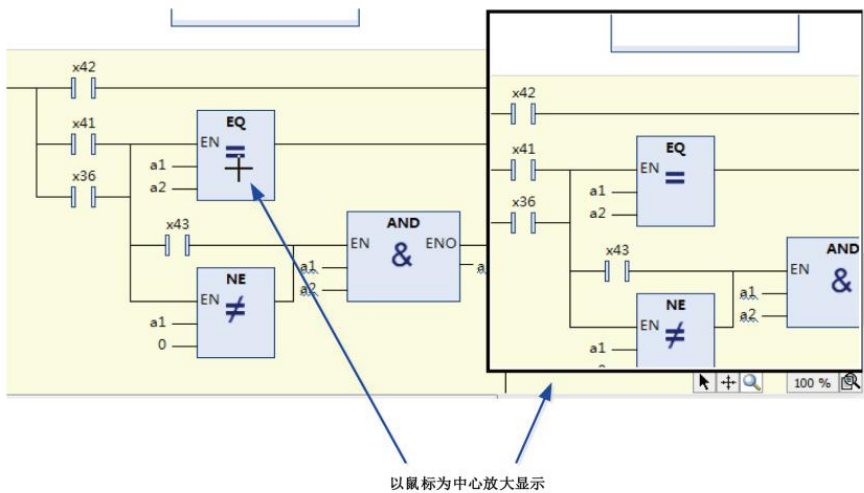 x42
x41
EQ
EN
=
a1
a2
x36
x43
AND
EN
ENO
&
a1
a2
a
NE
EN
≠
a1
0
x42
x41
EQ
EN
=
a1
a2
x36
x43
AND
EN
&
a1
a2
NE
EN
≠
a1
100 %
以鼠标为中心放大显示